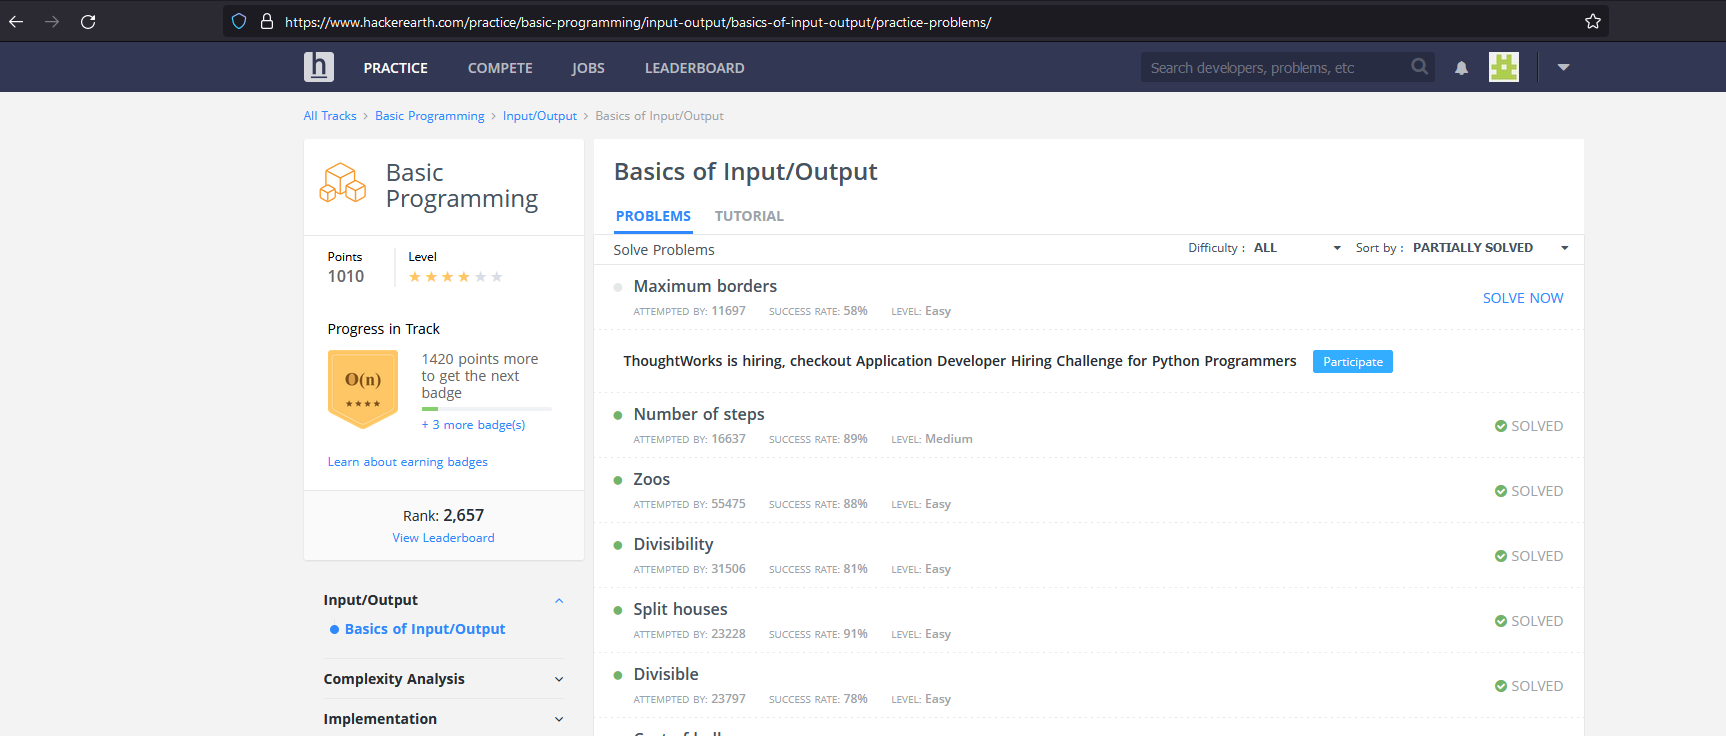 https://www.hackerearth.com/practice/basic-programming/input-output/basics-of-input-output/practice-problems/
h PRACTICE COMPETE JOBS LEADERBOARD Search developers, problems, etc
All Tracks > Basic Programming > Input/Output > Basics of Input/Output
Basic
Programming
Points Level
1010
Progress in Track
O(n)
1420 points more
to get the next
badge
+ 3 more badge(s)
Learn about earning badges
Rank: 2,657
View Leaderboard
Input/Output
Basics of Input/Output
Complexity Analysis
Implementation
Basics of Input/Output
PROBLEMS TUTORIAL
Solve Problems Difficulty : ALL Sort by : PARTIALLY SOLVED
Maximum borders
ATTEMPTED BY: 11697 SUCCESS RATE: 58% LEVEL: Easy
SOLVE NOW
ThoughtWorks is hiring, checkout Application Developer Hiring Challenge for Python Programmers Participate
Number of steps
ATTEMPTED BY: 16637 SUCCESS RATE: 89% LEVEL: Medium
SOLVED
Zoos
ATTEMPTED BY: 55475 SUCCESS RATE: 88% LEVEL: Easy
SOLVED
Divisibility
ATTEMPTED BY: 31506 SUCCESS RATE: 81% LEVEL: Easy
SOLVED
Split houses
ATTEMPTED BY: 23228 SUCCESS RATE: 91% LEVEL: Easy
SOLVED
Divisible
ATTEMPTED BY: 23797 SUCCESS RATE: 78% LEVEL: Easy
SOLVED